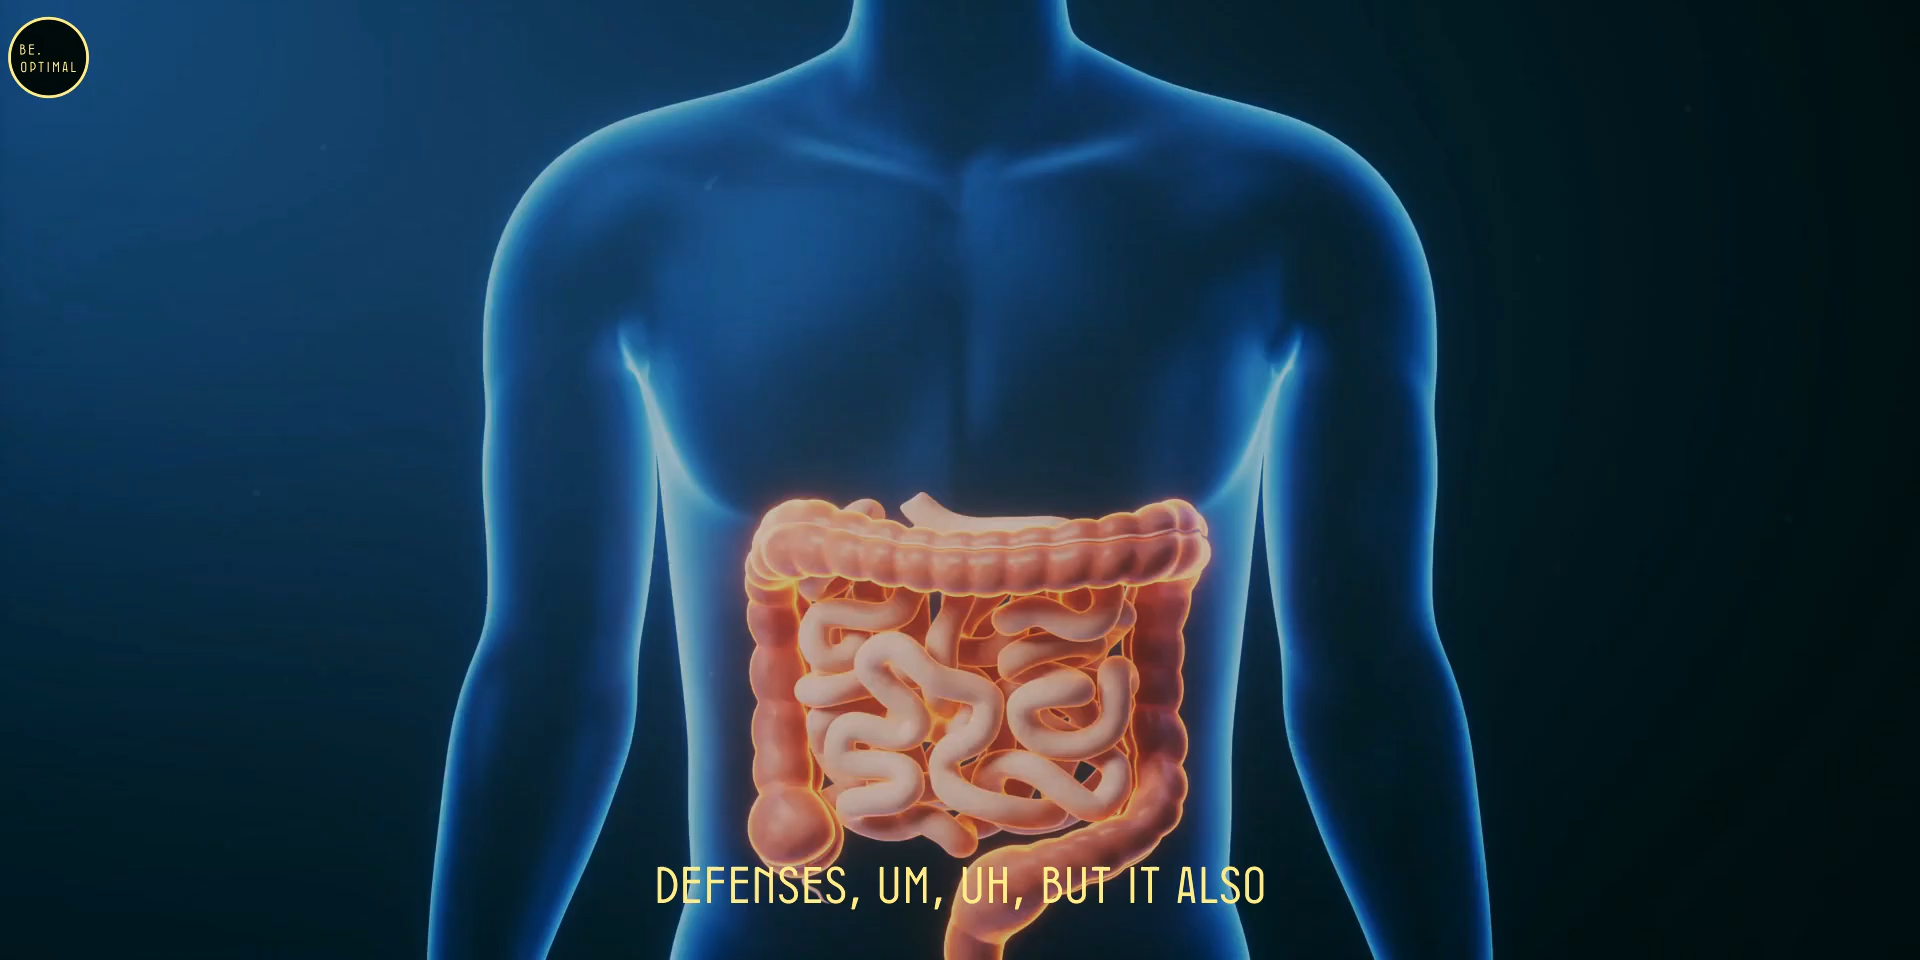 BE.
OPTIMAL
DEFENSES, UM, UH, BUT IT ALSO